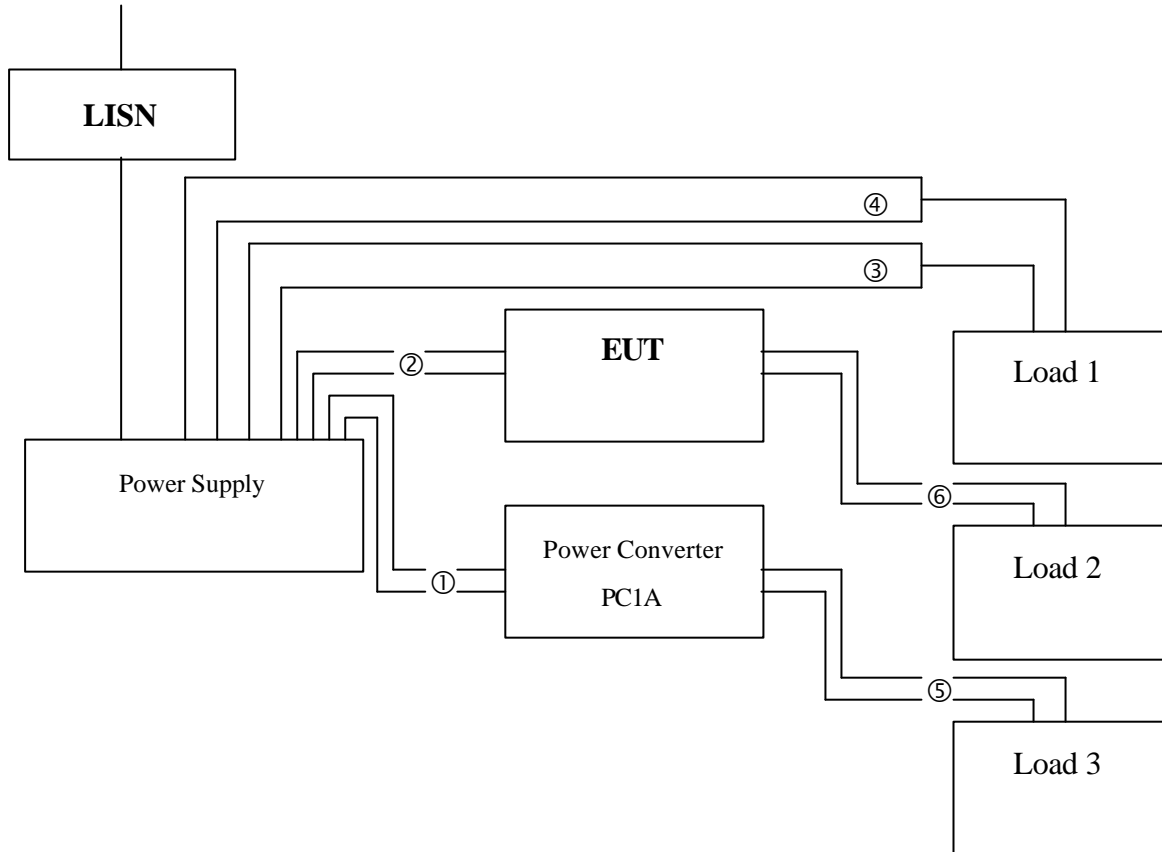 LISN
④
③
EUT
②
Load 1
Power Supply
⑥
Power Converter
PC1A
①
Load 2
⑤
Load 3